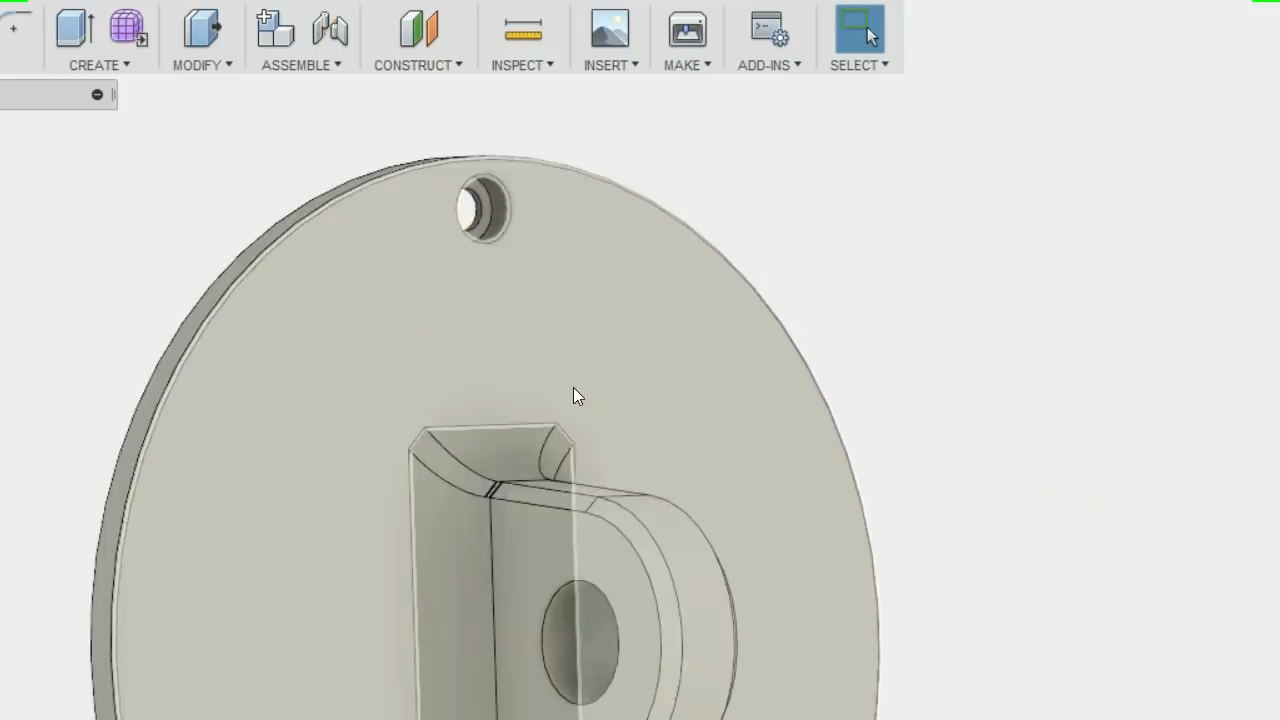 CREATE ▾ MODIFY ▾ ASSEMBLE ▾ CONSTRUCT ▾ INSPECT ▾ INSERT ▾ MAKE ▾ ADD-INS ▾ SELECT ▾